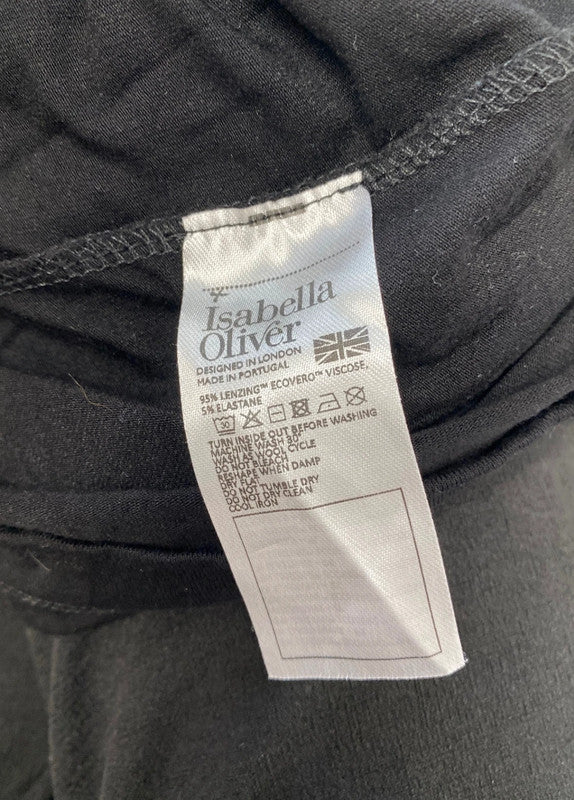 Isabella
Olivér
DESIGNED IN LONDON
MADE IN PORTUGAL
95% LENZING™ ECOVERO™ VISCOSE,
5% ELASTANE
30
TURN INSIDE OUT BEFORE WASHING
MACHINE WASH 30°
WASH AS WOOL CYCLE
DO NOT BLEACH
RESHAPE WHEN DAMP
DRY FLAT
DO NOT TUMBLE DRY
DO NOT DRY CLEAN
COOL IRON